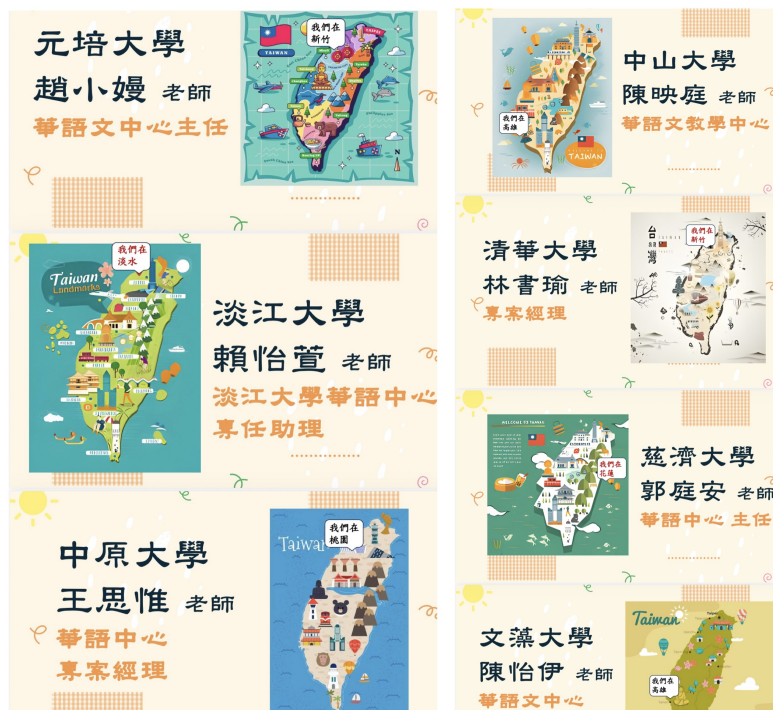 元培大學
趙小嫚 老師
華語文中心主任
我們在
新竹
TAIWAN
淡江大學
賴怡萱 老師
淡江大學華語中心
專任助理
我們在
淡水
Taiwan
Landmarks
中原大學
王思惟 老師
華語中心
專案經理
我們在
桃園
Taiwan
中山大學
陳映庭 老師
華語文教學中心
我們在
高雄
TAIWAN
清華大學
林書瑜 老師
專案經理
我們在
新竹
台灣
慈濟大學
郭庭安 老師
華語中心 主任
WELCOME TO TAIWAN
我們在
花蓮
文藻大學
陳怡伊 老師
華語文中心
Taiwan
我們在
高雄